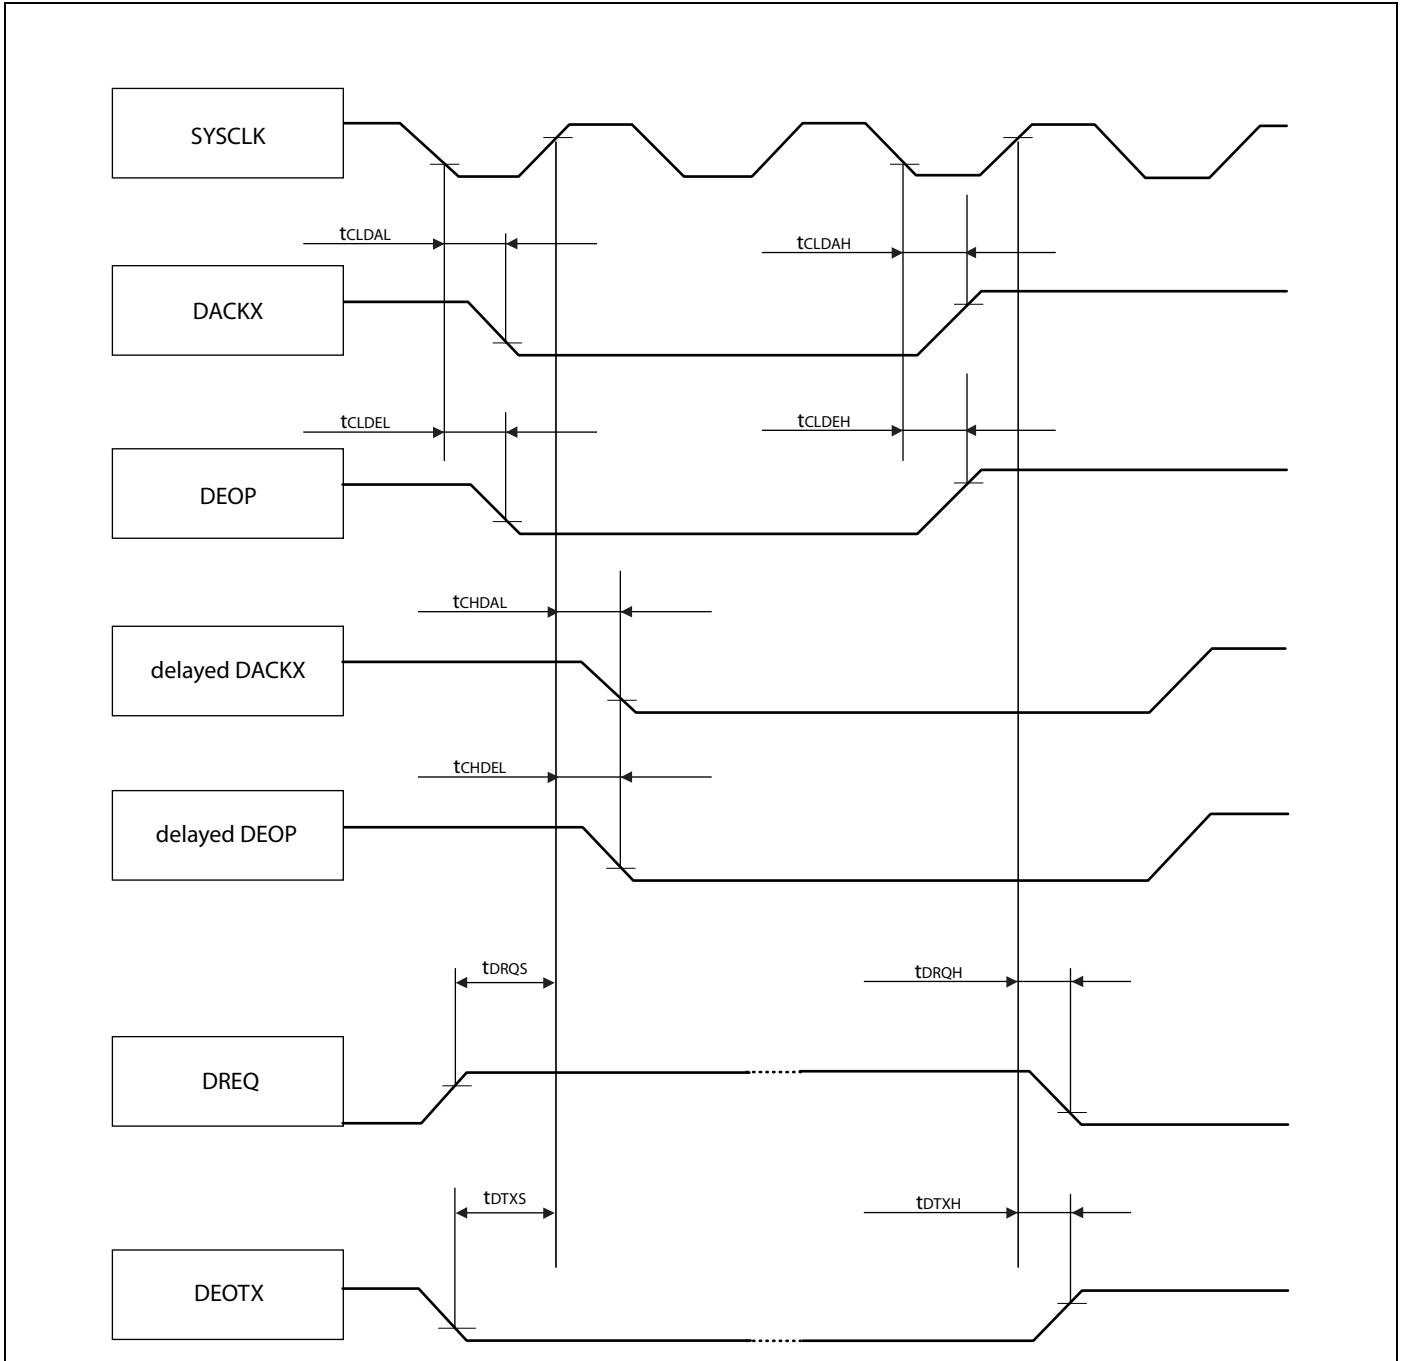 SYSCLK
tCLDAL
tCLDAH
DACKX
tCLDEL
tCLDEH
DEOP
tCHDAL
delayed DACKX
tCHDEL
delayed DEOP
tDRQS
tDRQH
DREQ
tDTXS
tDTXH
DEOTX